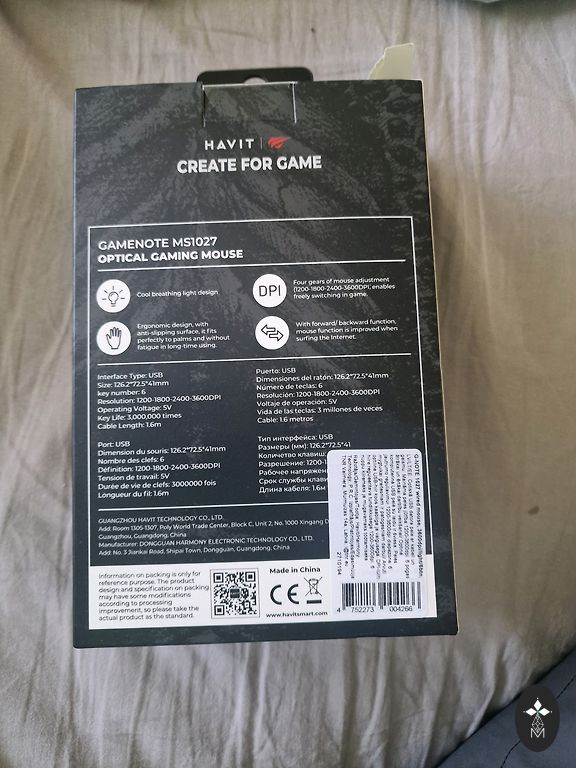 HAVIT
CREATE FOR GAME
GAMENOTE MS1027
OPTICAL GAMING MOUSE
Cool breathing light design.
DPI
Four gears of mouse adjustment
(1200-1800-2400-3600DPI, enables
freely switching in game.
Ergonomic design, with
anti-slipping surface, it fits
perfectly to palms and without
fatigue in long-time using.
With forward/ backward function,
mouse function is improved when
surfing the Internet.
Interface Type: USB
Size: 126.2*72.5*41mm
key number: 6
Resolution: 1200-1800-2400-3600DPI
Operating Voltage: 5V
Key Life: 3,000,000 times
Cable Length: 1.6m
Puerto: USB
Dimensiones del ratón: 126.2*72.5*41mm
Número de teclas: 6
Resolución: 1200-1800-2400-3600DPI
Voltaje de operación: 5V
Vida de las teclas: 3 millones de veces
Cable: 1.6 metros
Port: USB
Dimension du souris: 126.2*72.5*41mm
Nombre des clefs: 6
Définition: 1200-1800-2400-3600DPI
Tension de travail: 5V
Durée de vie de clefs: 3000000 fois
Longueur du fil: 1.6m
Тип интерфейса: USB
Размеры (мм): 126.2*72.5*41
Количетво клавиш
Разрешение: 1200-1
Рабочее напряжен
Срок службы клавиш
Длина кабеля: 1.6м
GUANGZHOU HAVIT TECHNOLOGY CO., LTD.
Add: Room 1305-1307, Poly World Trade Center, Block C, Unit 2, No. 1000 Xingang D
Guangzhou, Guangdong, China
Manufacturer: DONGGUAN HARMONY ELECTRONIC TECHNOLOGY CO., LTD.
Add: No. 3 Jiankai Road, Shipai Town, Dongguan, Guangdong, China
Information on packing is only for
reference purpose. The product
design and specification on packing
may have some modifications
according to processing
improvement, so please take the
actual product as the standard.
Made in China
CE
www.havitsmart.com
4 752273 004266
M